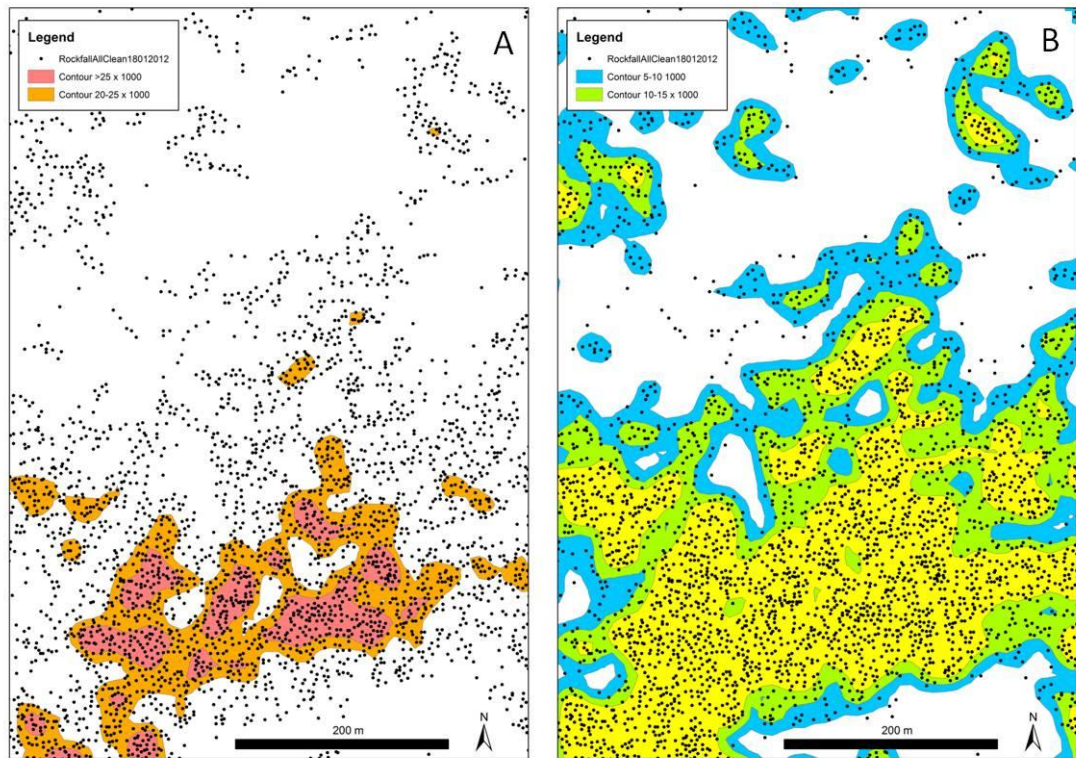 A
Legend
RockfallAllClean18012012
Contour >25 x 1000
Contour 20-25 x 1000
200 m
N
B
Legend
RockfallAllClean18012012
Contour 5-10 1000
Contour 10-15 x 1000
200 m
N